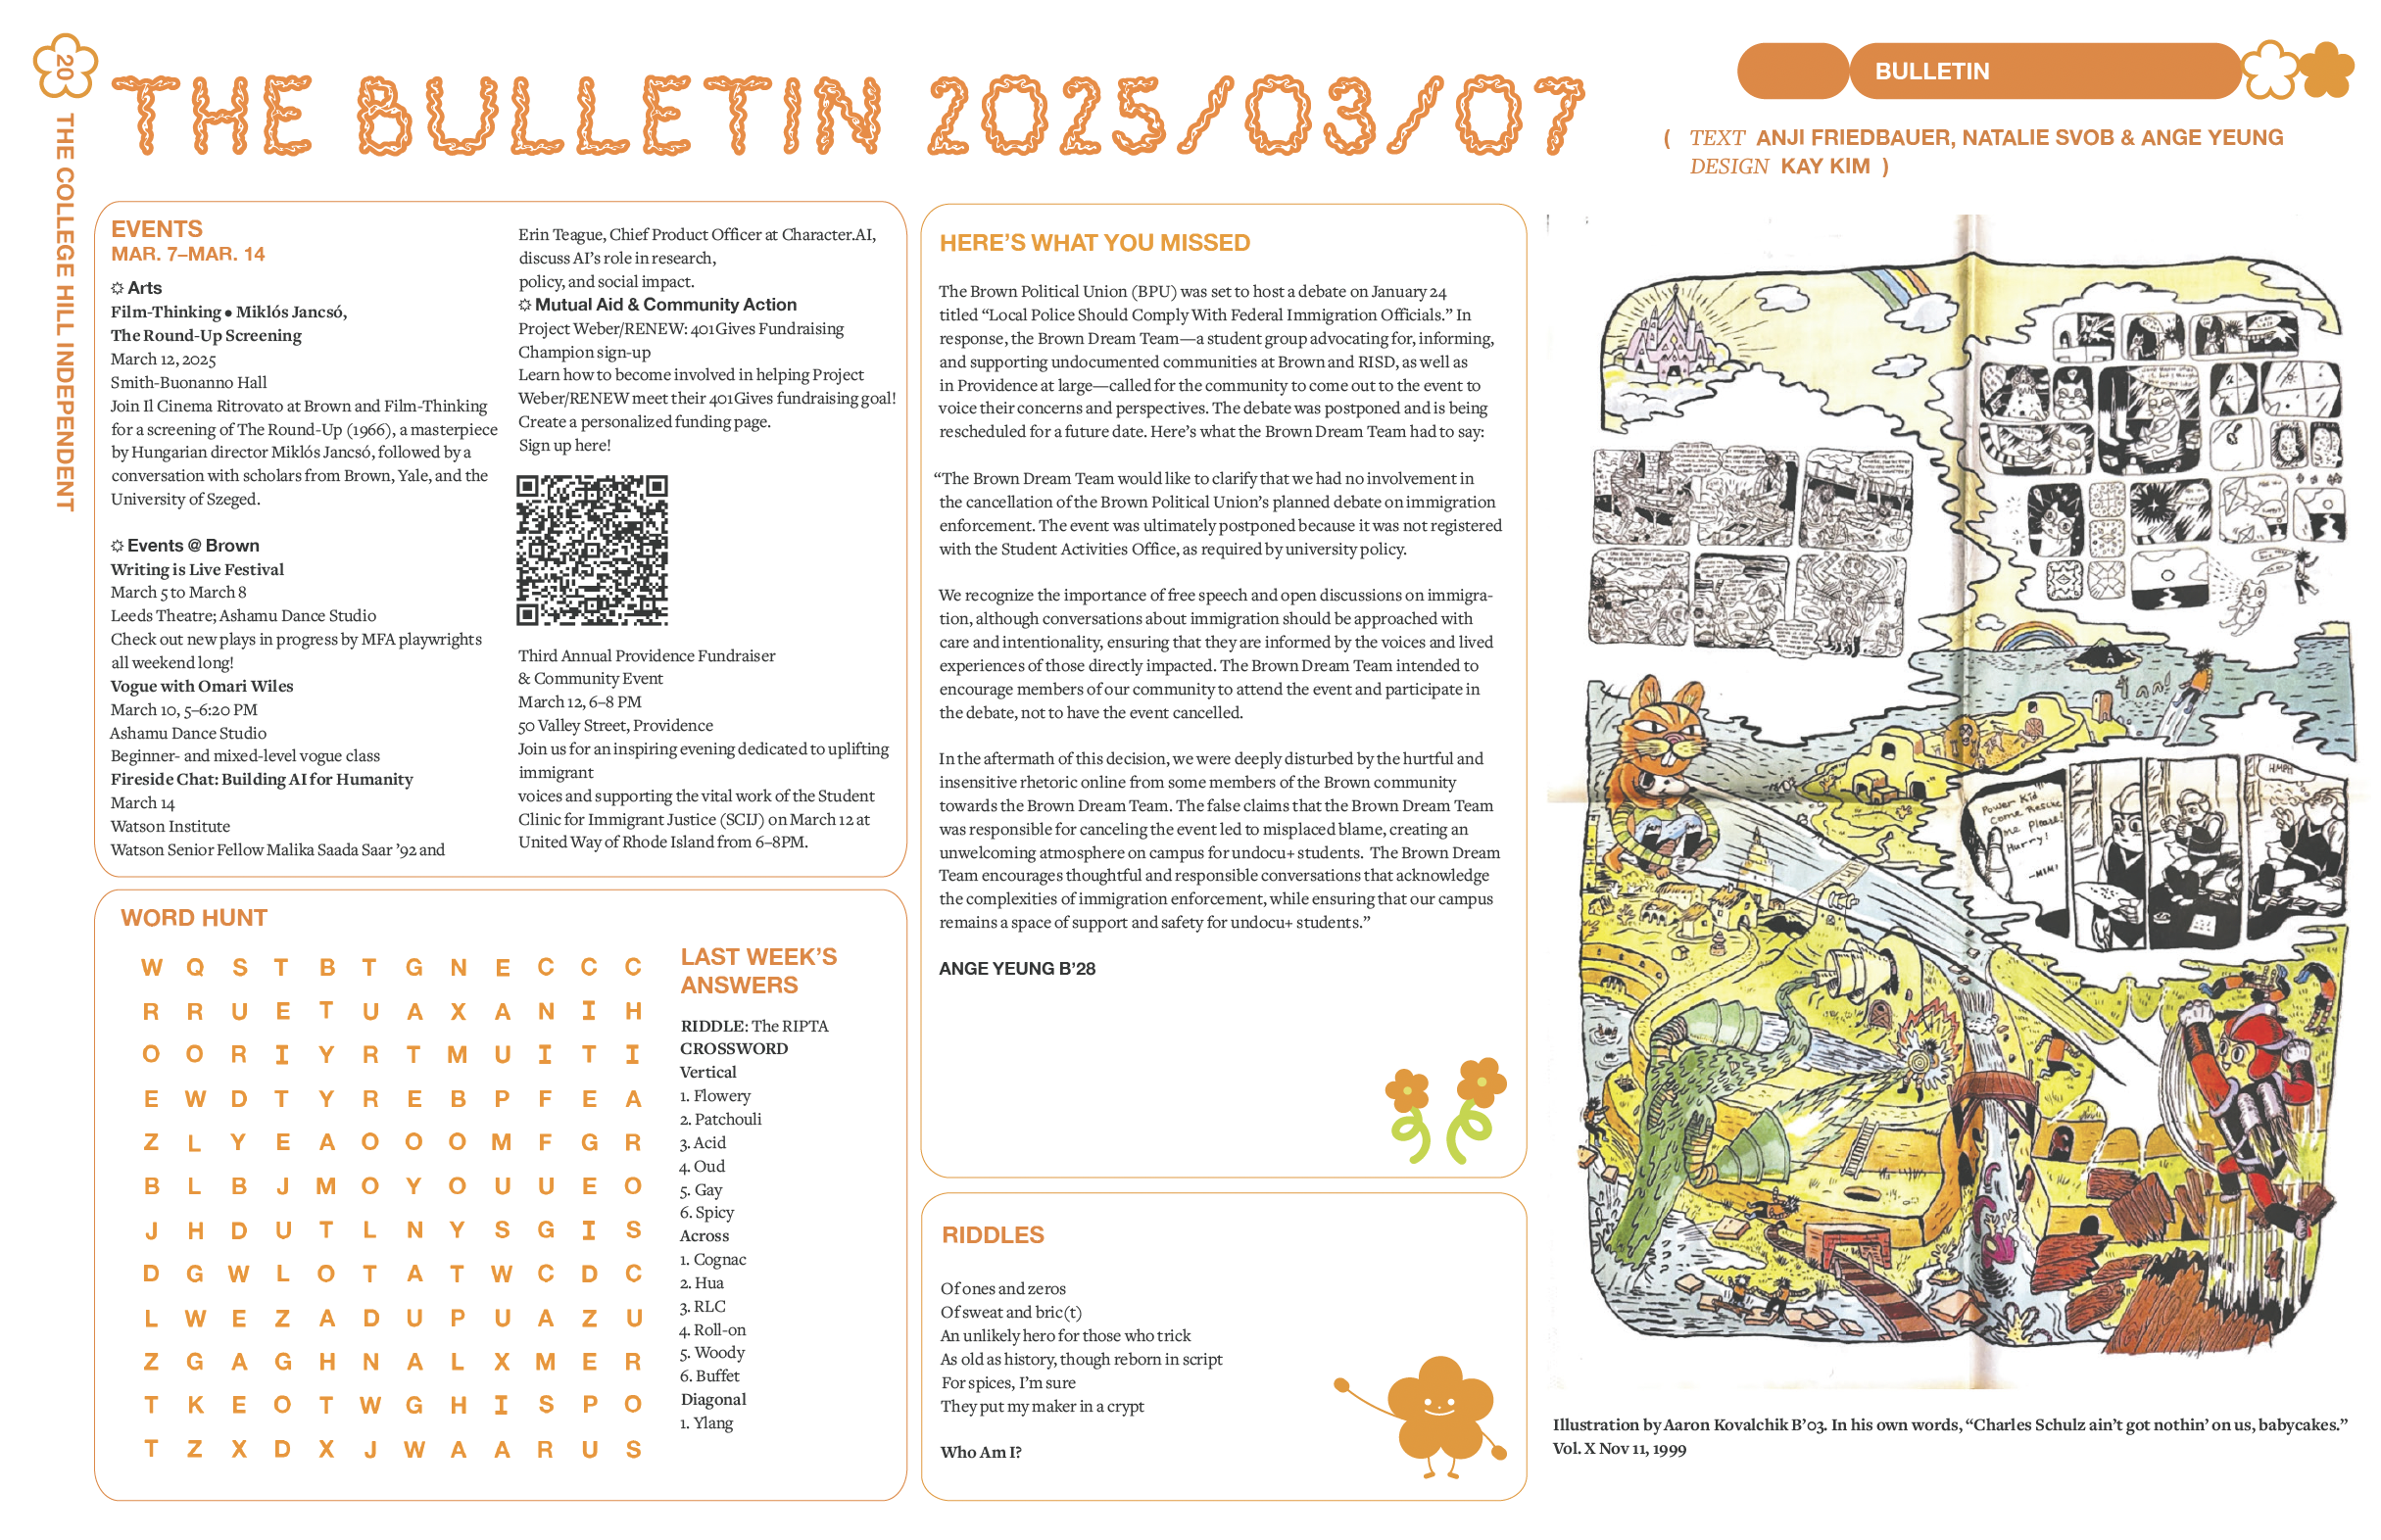 20
THE COLLEGE HILL INDEPENDENT
THE BULLETIN 2025/03/07
BULLETIN
( TEXT ANJI FRIEDBAUER, NATALIE SVOB & ANGE YEUNG
DESIGN KAY KIM )
EVENTS
MAR. 7–MAR. 14
Arts
Film-Thinking • Miklós Jancsó,
The Round-Up Screening
March 12, 2025
Smith-Buonanno Hall
Join Il Cinema Ritrovato at Brown and Film-Thinking
for a screening of The Round-Up (1966), a masterpiece
by Hungarian director Miklós Jancsó, followed by a
conversation with scholars from Brown, Yale, and the
University of Szeged.
Events @ Brown
Writing is Live Festival
March 5 to March 8
Leeds Theatre; Ashamu Dance Studio
Check out new plays in progress by MFA playwrights
all weekend long!
Vogue with Omari Wiles
March 10, 5–6:20 PM
Ashamu Dance Studio
Beginner- and mixed-level vogue class
Fireside Chat: Building AI for Humanity
March 14
Watson Institute
Watson Senior Fellow Malika Saada Saar ’92 and
Erin Teague, Chief Product Officer at Character.AI,
discuss AI’s role in research,
policy, and social impact.
Mutual Aid & Community Action
Project Weber/RENEW: 401Gives Fundraising
Champion sign-up
Learn how to become involved in helping Project
Weber/RENEW meet their 401Gives fundraising goal!
Create a personalized funding page.
Sign up here!
Third Annual Providence Fundraiser
& Community Event
March 12, 6–8 PM
50 Valley Street, Providence
Join us for an inspiring evening dedicated to uplifting
immigrant
voices and supporting the vital work of the Student
Clinic for Immigrant Justice (SCIJ) on March 12 at
United Way of Rhode Island from 6–8PM.
WORD HUNT
W Q S T B T G N E C C C
R R U E T U A X A N I H
O O R I Y R T M U I T I
E W D T Y R E B P F E A
Z L Y E A O O O M F G R
B L B J M O Y O U U E O
J H D U T L N Y S G I S
D G W L O T A T W C D C
L W E Z A D U P U A Z U
Z G A G H N A L X M E R
T K E O T W G H I S P O
T Z X D X J W A A R U S
LAST WEEK’S
ANSWERS
RIDDLE: The RIPTA
CROSSWORD
Vertical
1. Flowery
2. Patchouli
3. Acid
4. Oud
5. Gay
6. Spicy
Across
1. Cognac
2. Hua
3. RLC
4. Roll-on
5. Woody
6. Buffet
Diagonal
1. Ylang
HERE’S WHAT YOU MISSED
The Brown Political Union (BPU) was set to host a debate on January 24
titled “Local Police Should Comply With Federal Immigration Officials.” In
response, the Brown Dream Team—a student group advocating for, informing,
and supporting undocumented communities at Brown and RISD, as well as
in Providence at large—called for the community to come out to the event to
voice their concerns and perspectives. The debate was postponed and is being
rescheduled for a future date. Here’s what the Brown Dream Team had to say:
“The Brown Dream Team would like to clarify that we had no involvement in
the cancellation of the Brown Political Union’s planned debate on immigration
enforcement. The event was ultimately postponed because it was not registered
with the Student Activities Office, as required by university policy.
We recognize the importance of free speech and open discussions on immigra-
tion, although conversations about immigration should be approached with
care and intentionality, ensuring that they are informed by the voices and lived
experiences of those directly impacted. The Brown Dream Team intended to
encourage members of our community to attend the event and participate in
the debate, not to have the event cancelled.
In the aftermath of this decision, we were deeply disturbed by the hurtful and
insensitive rhetoric online from some members of the Brown community
towards the Brown Dream Team. The false claims that the Brown Dream Team
was responsible for canceling the event led to misplaced blame, creating an
unwelcoming atmosphere on campus for undocu+ students. The Brown Dream
Team encourages thoughtful and responsible conversations that acknowledge
the complexities of immigration enforcement, while ensuring that our campus
remains a space of support and safety for undocu+ students.”
ANGE YEUNG B’28
RIDDLES
Of ones and zeros
Of sweat and bric(t)
An unlikely hero for those who trick
As old as history, though reborn in script
For spices, I’m sure
They put my maker in a crypt
Who Am I?
Power Kid
Come Rescue
me Please!
Hurry!
-MIMI
HMPH
Illustration by Aaron Kovalchik B’03. In his own words, “Charles Schulz ain’t got nothin’ on us, babycakes.”
Vol. X Nov 11, 1999